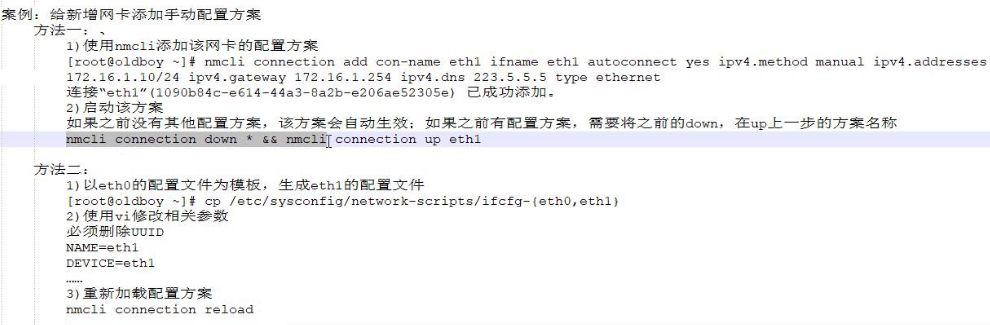 案例：给新增网卡添加手动配置方案
方法一：、
1)使用nmcli添加该网卡的配置方案
[root@oldboy ~]# nmcli connection add con-name eth1 ifname eth1 autoconnect yes ipv4.method manual ipv4.addresses
172.16.1.10/24 ipv4.gateway 172.16.1.254 ipv4.dns 223.5.5.5 type ethernet
连接“eth1”(1090b84c-e614-44a3-8a2b-e206ae52305e) 已成功添加。
2)启动该方案
如果之前没有其他配置方案，该方案会自动生效；如果之前有配置方案，需要将之前的down，在up上一步的方案名称
nmcli connection down * && nmcli connection up eth1
方法二：
1)以eth0的配置文件为模板，生成eth1的配置文件
[root@oldboy ~]# cp /etc/sysconfig/network-scripts/ifcfg-{eth0,eth1}
2)使用vi修改相关参数
必须删除UUID
NAME=eth1
DEVICE=eth1
……
3)重新加载配置方案
nmcli connection reload